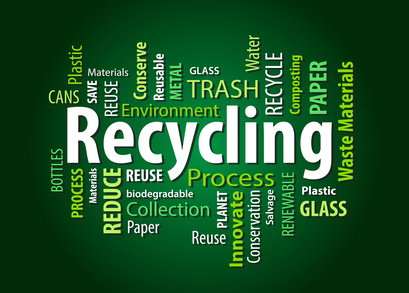 Plastic
Materials
Conserve
Reusable
METAL
GLASS
Water
RECYCLE
Composting
PAPER
Waste Materials
CANS
SAVE
REUSE
TRASH
Environment
Recycling
BOTTLES
PROCESS
Materials
REDUCE
REUSE
Process
biodegradable
Collection
Paper
Reuse
PLANET
Innovate
Conservation
Salvage
RENEWABLE
Plastic
GLASS